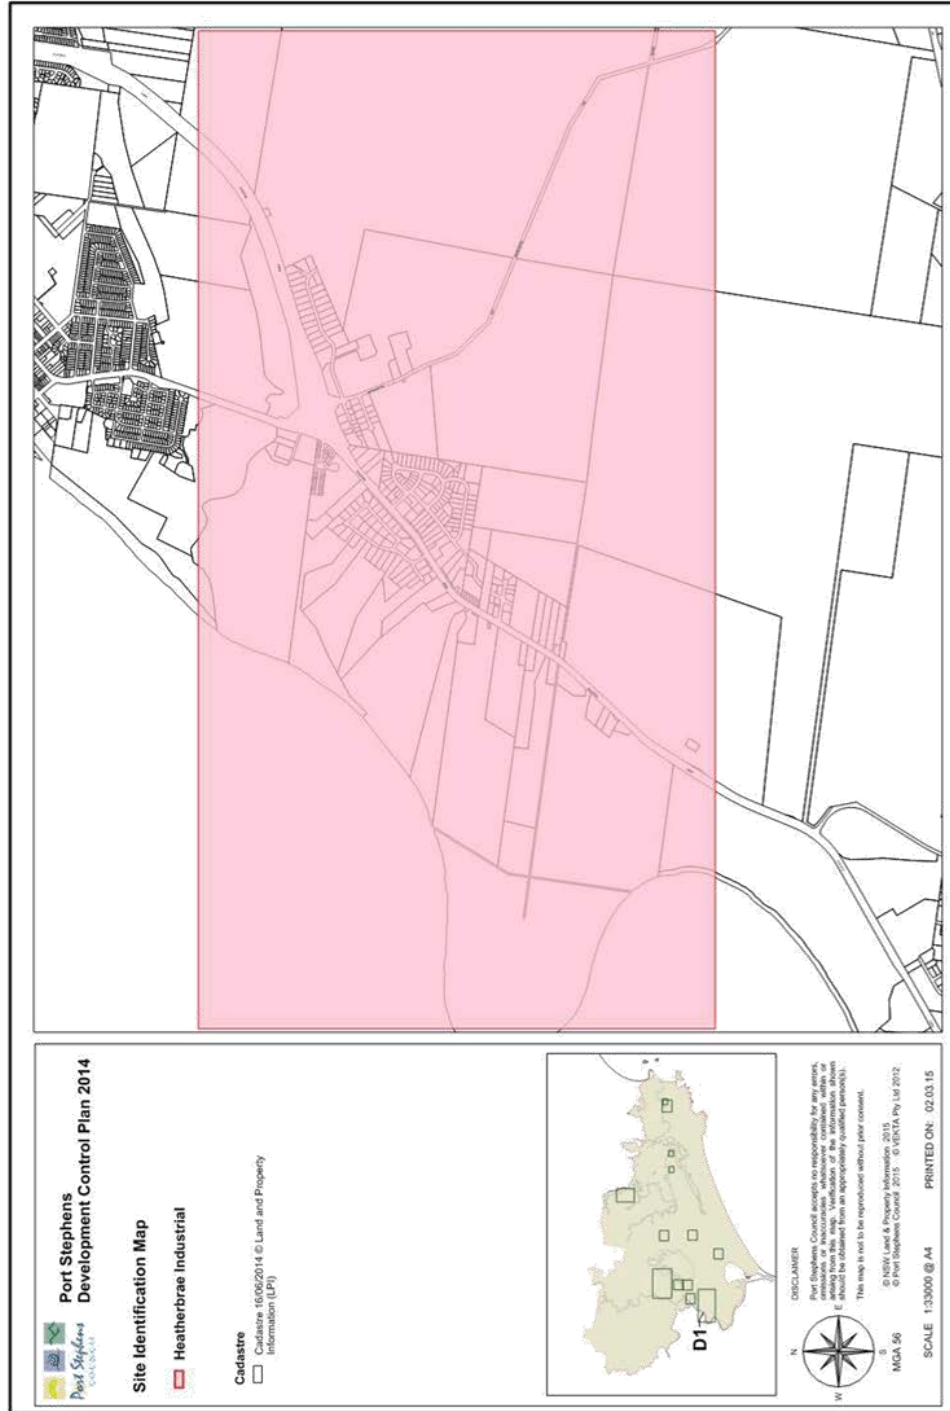 Port Stephens
COUNCIL
Port Stephens
Development Control Plan 2014
Site Identification Map
Heatherbrae Industrial
Cadastre
Cadastre 16/06/2014 © Land and Property
Information (LPI)
D1
N
E
S
W
MGA 56
DISCLAIMER
Port Stephens Council accepts no responsibility for any errors,
omissions or inaccuracies whatsoever contained within or
arising from this map. Verification of the information shown
should be obtained from an appropriately qualified person(s).
This map is not to be reproduced without prior consent.
© NSW Land & Property Information 2015
© Port Stephens Council 2015 © VEKTA Pty Ltd 2012
SCALE 1:33000 @ A4
PRINTED ON: 02.03.15